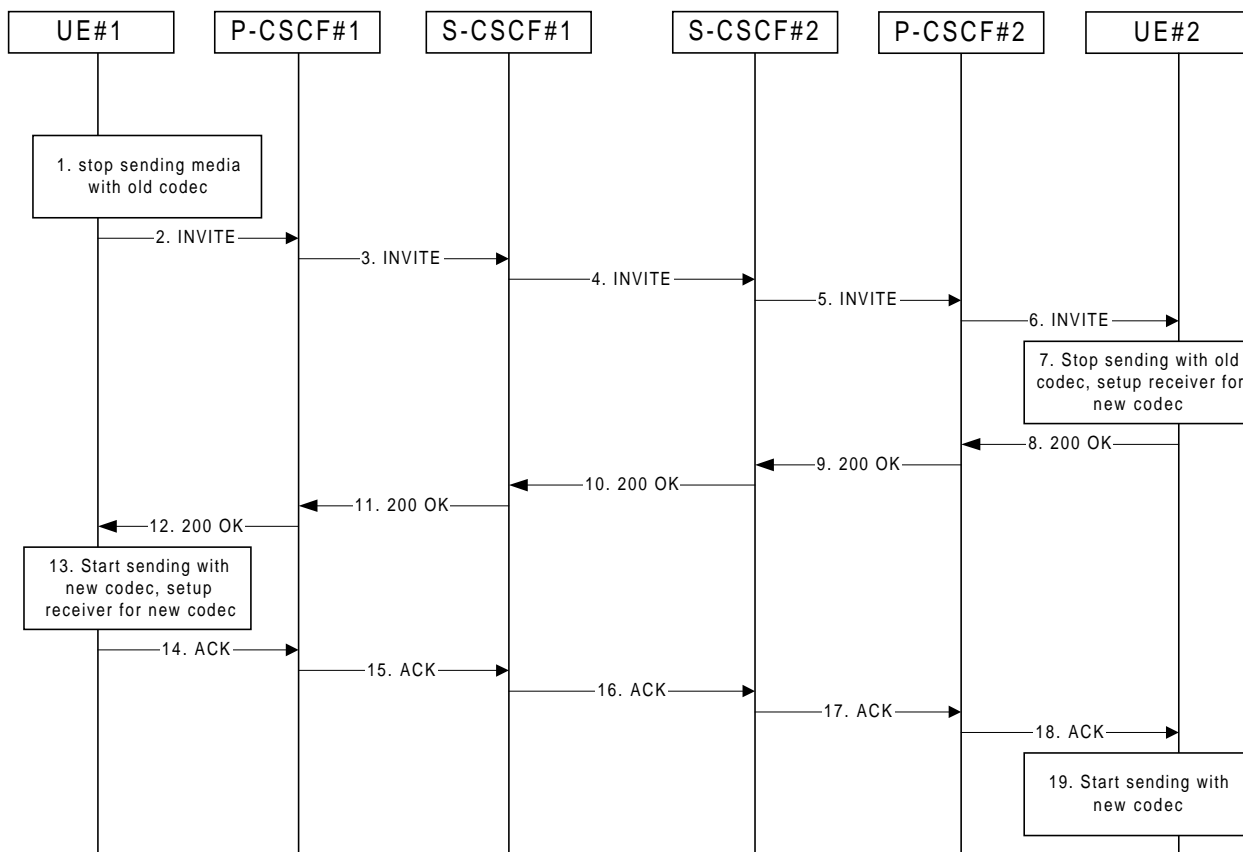 UE#1
P-CSCF#1
S-CSCF#1
S-CSCF#2
P-CSCF#2
UE#2
1. stop sending media
with old codec
2. INVITE
3. INVITE
4. INVITE
5. INVITE
6. INVITE
7. Stop sending with old
codec, setup receiver for
new codec
8. 200 OK
9. 200 OK
10. 200 OK
11. 200 OK
12. 200 OK
13. Start sending with
new codec, setup
receiver for new codec
14. ACK
15. ACK
16. ACK
17. ACK
18. ACK
19. Start sending with
new codec